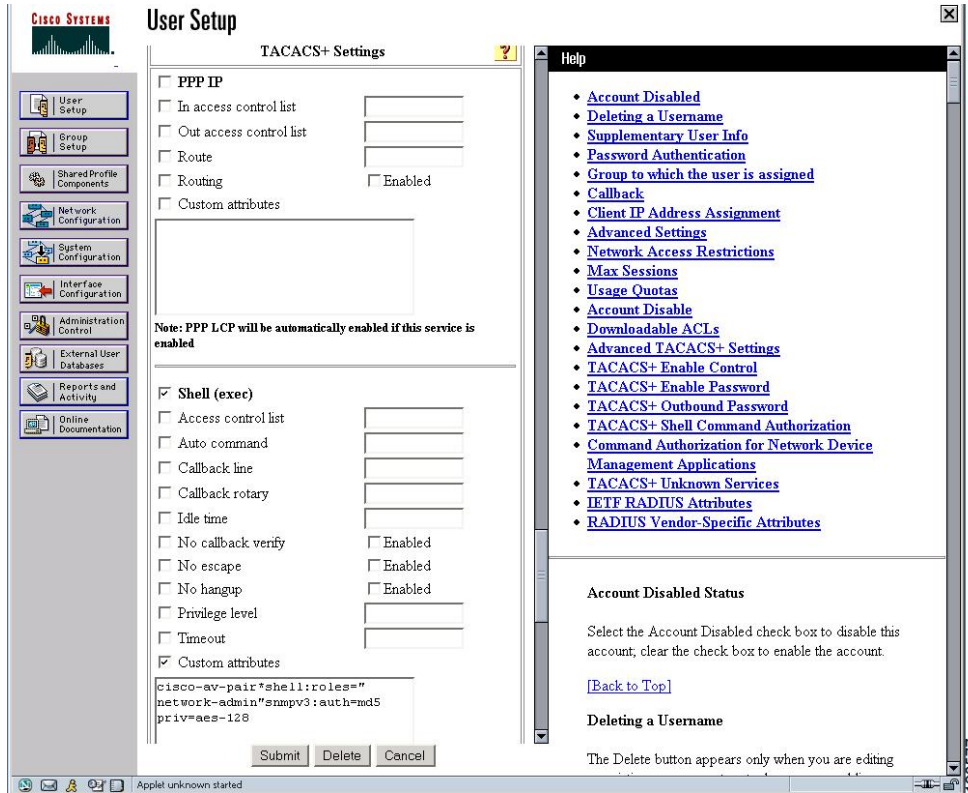 CISCO SYSTEMS
User Setup
TACACS+ Settings
?
PPP IP
In access control list
Out access control list
Route
Routing
Enabled
Custom attributes
Note: PPP LCP will be automatically enabled if this service is
enabled
Shell (exec)
Access control list
Auto command
Callback line
Callback rotary
Idle time
No callback verify
Enabled
No escape
Enabled
No hangup
Enabled
Privilege level
Timeout
Custom attributes
cisco-av-pair*shell:roles="
network-admin"snmpv3:auth=md5
priv=aes-128
Submit
Delete
Cancel
User
Setup
Group
Setup
Shared Profile
Components
Network
Configuration
System
Configuration
Interface
Configuration
Administration
Control
External User
Databases
Reports and
Activity
Online
Documentation
Help
Account Disabled
Deleting a Username
Supplementary User Info
Password Authentication
Group to which the user is assigned
Callback
Client IP Address Assignment
Advanced Settings
Network Access Restrictions
Max Sessions
Usage Quotas
Account Disable
Downloadable ACLs
Advanced TACACS+ Settings
TACACS+ Enable Control
TACACS+ Enable Password
TACACS+ Outbound Password
TACACS+ Shell Command Authorization
Command Authorization for Network Device
Management Applications
TACACS+ Unknown Services
IETF RADIUS Attributes
RADIUS Vendor-Specific Attributes
Account Disabled Status
Select the Account Disabled check box to disable this
account; clear the check box to enable the account.
[Back to Top]
Deleting a Username
The Delete button appears only when you are editing
Applet unknown started